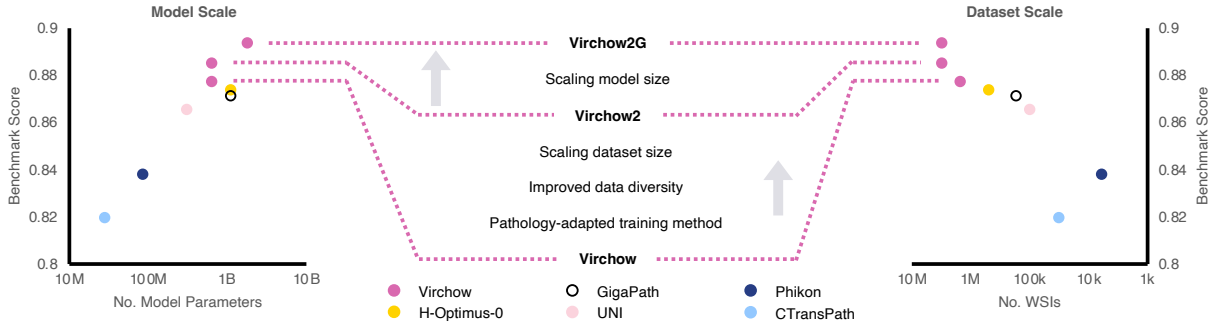 Model Scale
Dataset Scale
0.9
0.88
0.86
0.84
0.82
0.8
Benchmark Score
10M
100M
1B
10B
No. Model Parameters
Virchow2G
Scaling model size
Virchow2
Scaling dataset size
Improved data diversity
Pathology-adapted training method
Virchow
0.9
0.88
0.86
0.84
0.82
0.8
Benchmark Score
10M
1M
100k
10k
1k
No. WSIs
Virchow
GigaPath
Phikon
H-Optimus-0
UNI
CTransPath